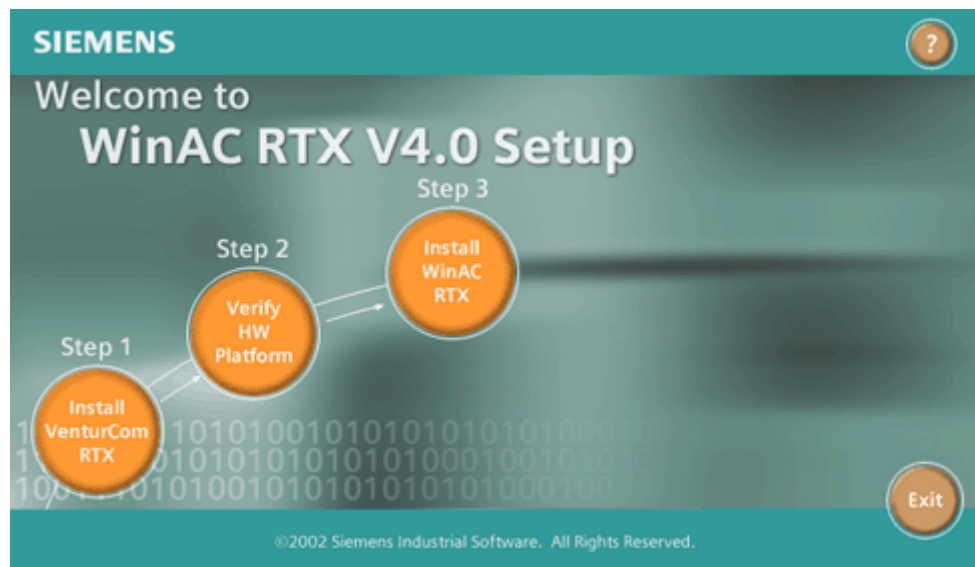 SIEMENS
?
Welcome to
WinAC RTX V4.0 Setup
Step 3
Install
WinAC
RTX
Step 2
Verify
HW
Platform
Step 1
Install
VenturCom
RTX
Exit
©2002 Siemens Industrial Software. All Rights Reserved.